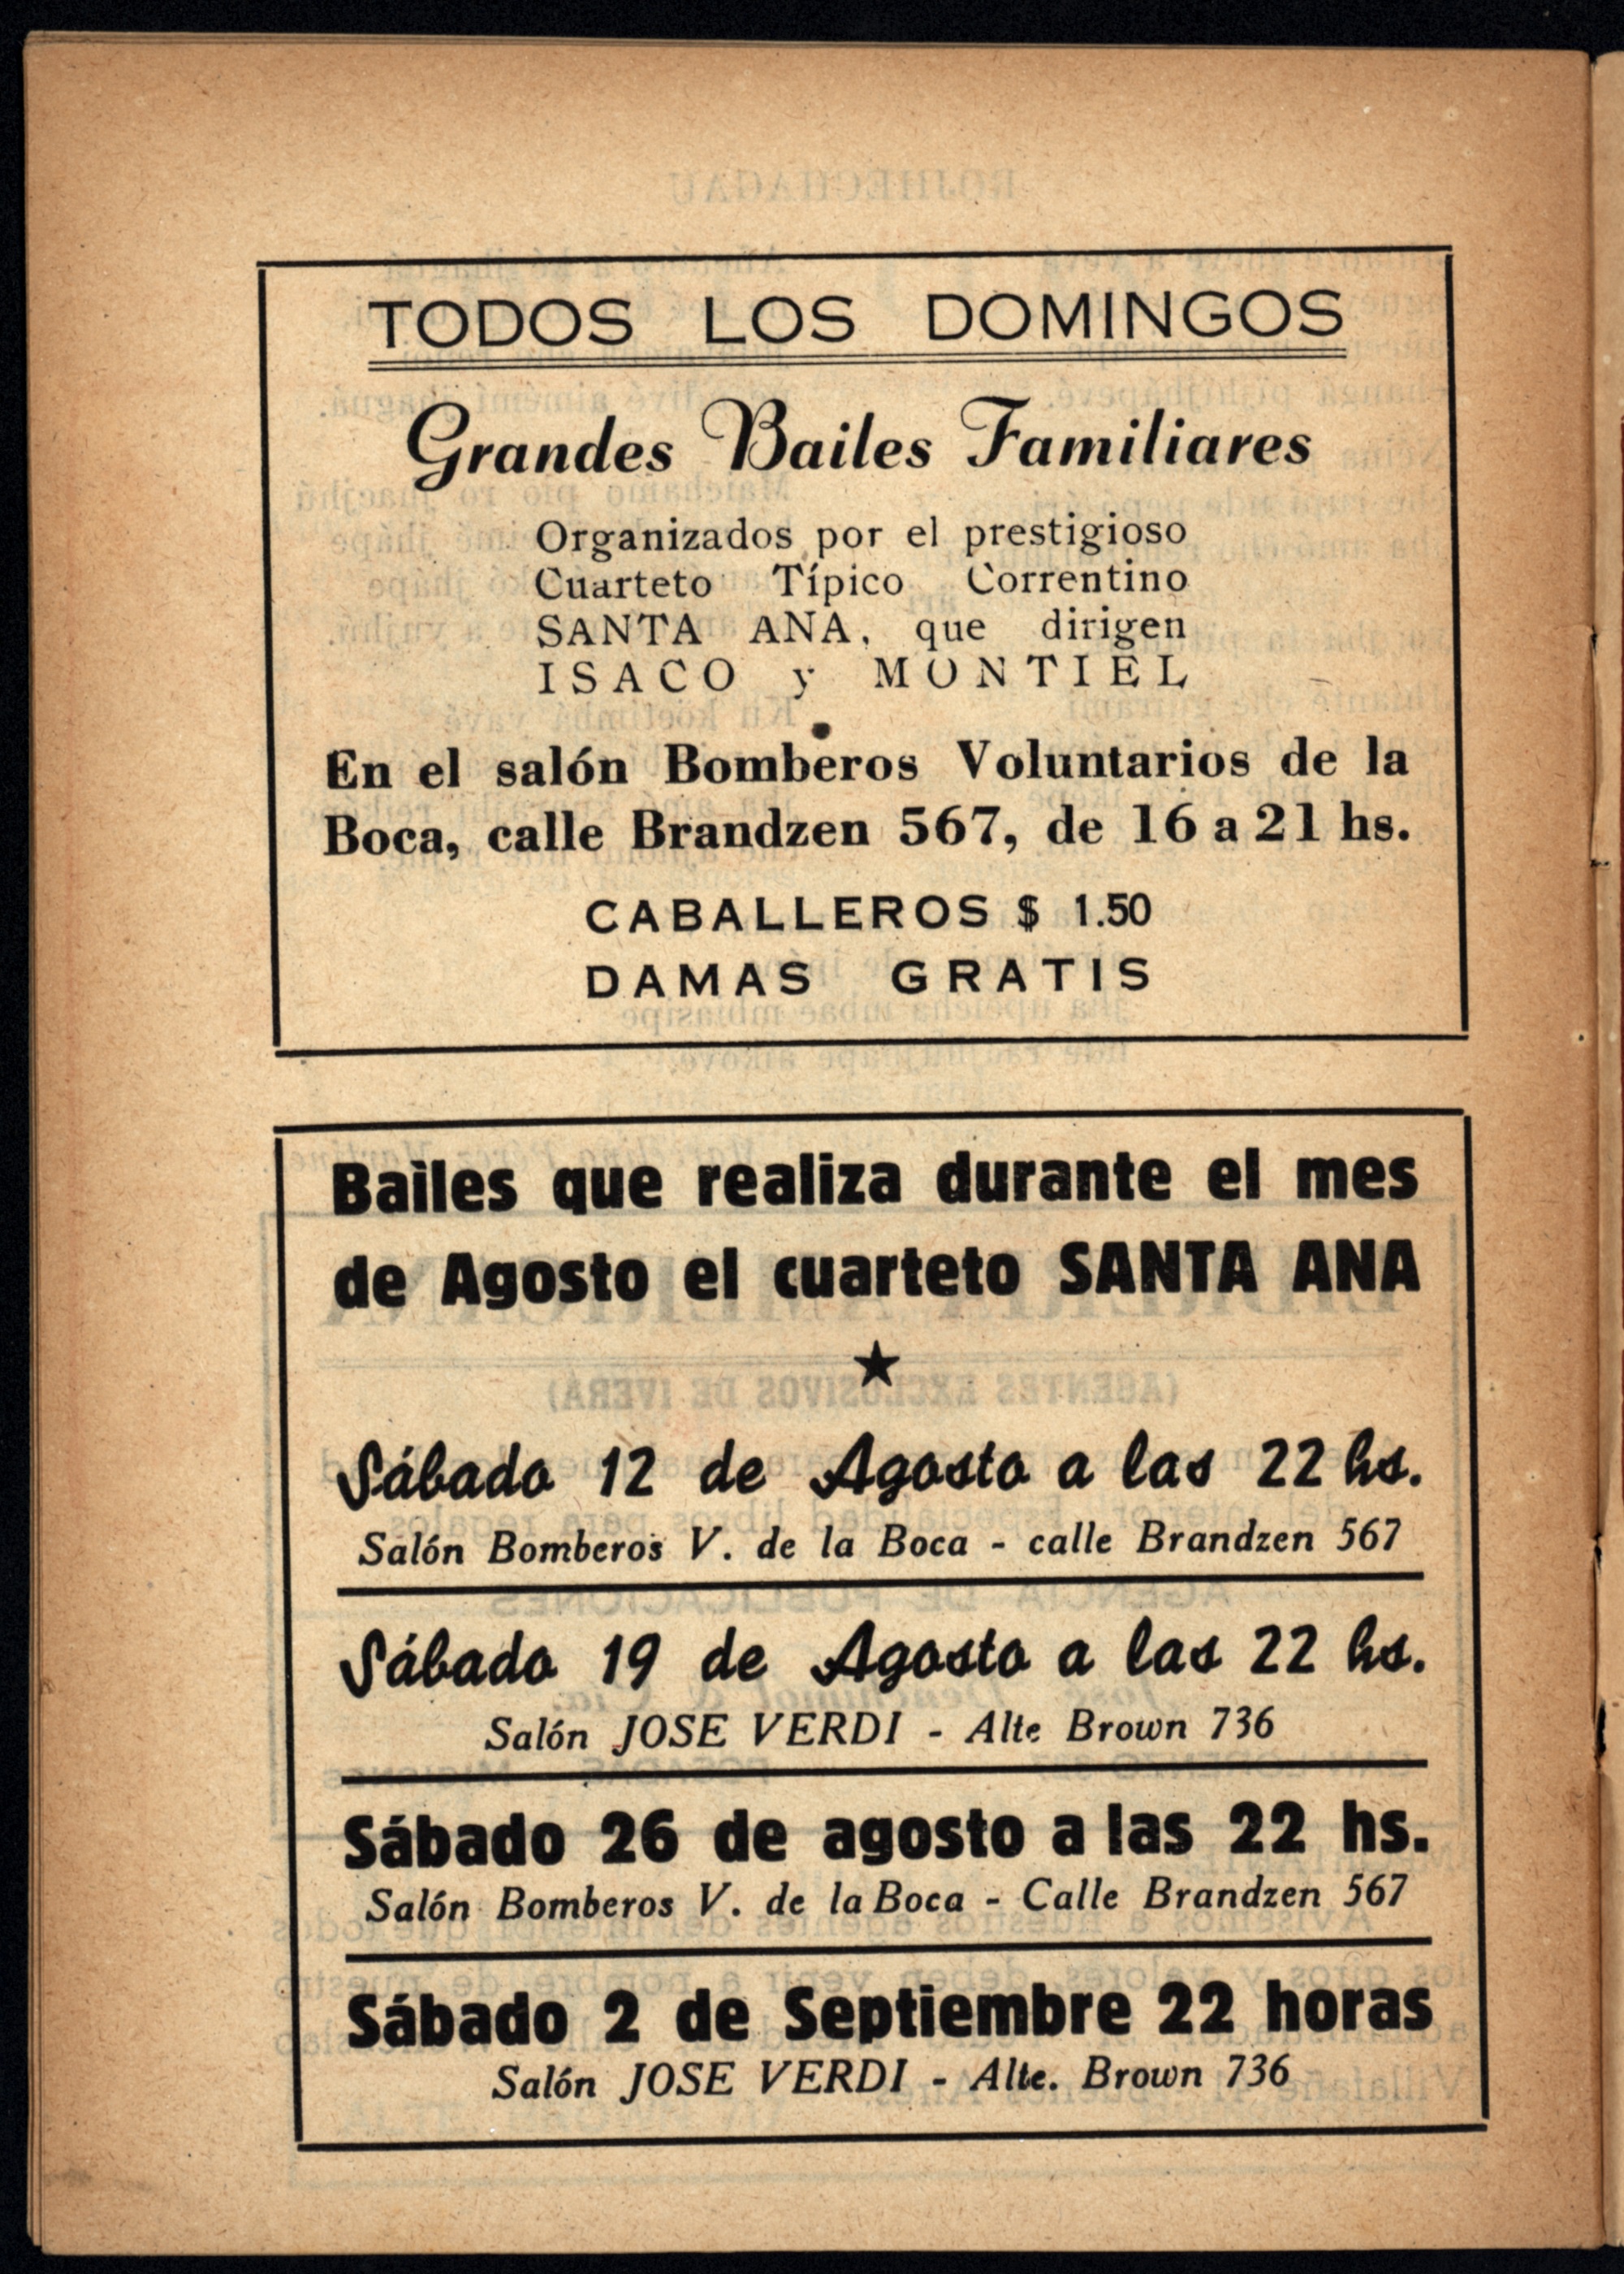 TODOS LOS DOMINGOS
Grandes Bailes Familiares
Organizados por el prestigioso
Cuarteto Típico Correntino
SANTA ANA, que dirigen
ISACO y MONTIEL
En el salón Bomberos Voluntarios de la
Boca, calle Brandzen 567, de 16 a 21 hs.
CABALLEROS $ 1.50
DAMAS GRATIS
Bailes que realiza durante el mes
de Agosto el cuarteto SANTA ANA
★
Sábado 12 de Agosto a las 22 hs.
Salón Bomberos V. de la Boca - calle Brandzen 567
Sábado 19 de Agosto a las 22 hs.
Salón JOSE VERDI - Alte Brown 736
Sábado 26 de agosto a las 22 hs.
Salón Bomberos V. de la Boca - Calle Brandzen 567
Sábado 2 de Septiembre 22 horas
Salón JOSE VERDI - Alte. Brown 736